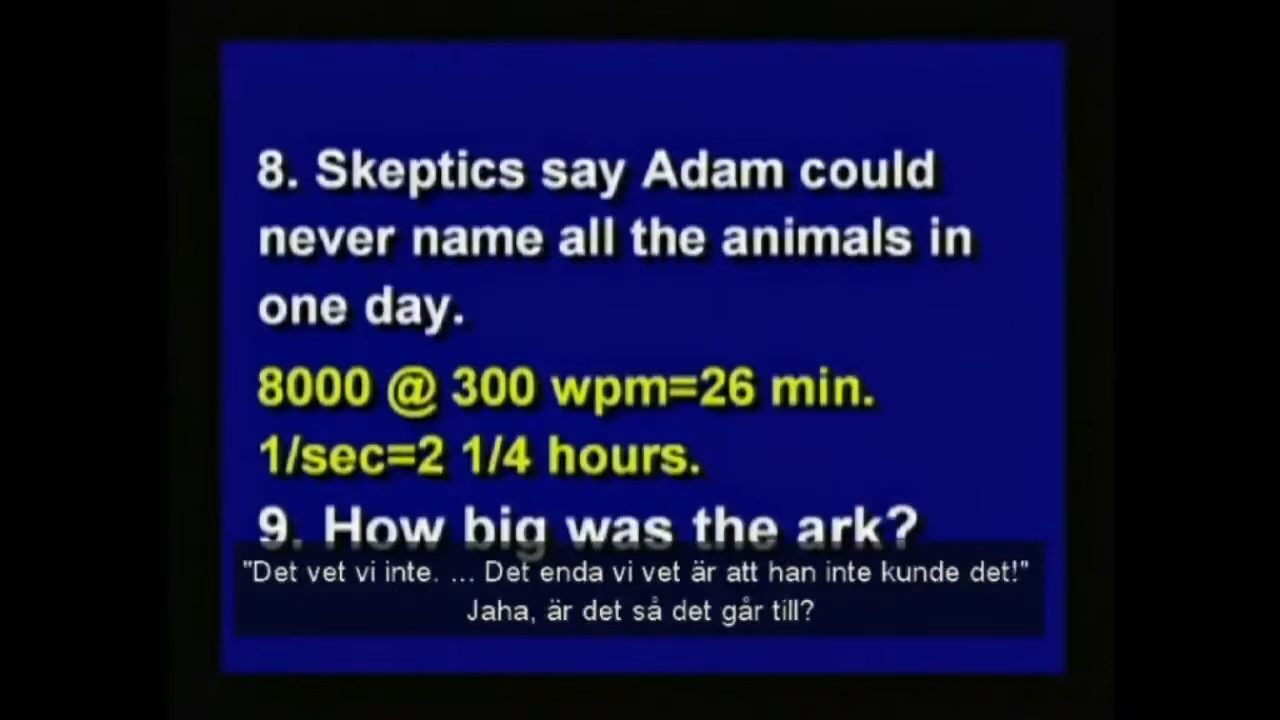 8. Skeptics say Adam could
never name all the animals in
one day.
8000 @ 300 wpm=26 min.
1/sec=2 1/4 hours.
9. How big was the ark?
"Det vet vi inte. ... Det enda vi vet är att han inte kunde det!"
Jaha, är det så det går till?